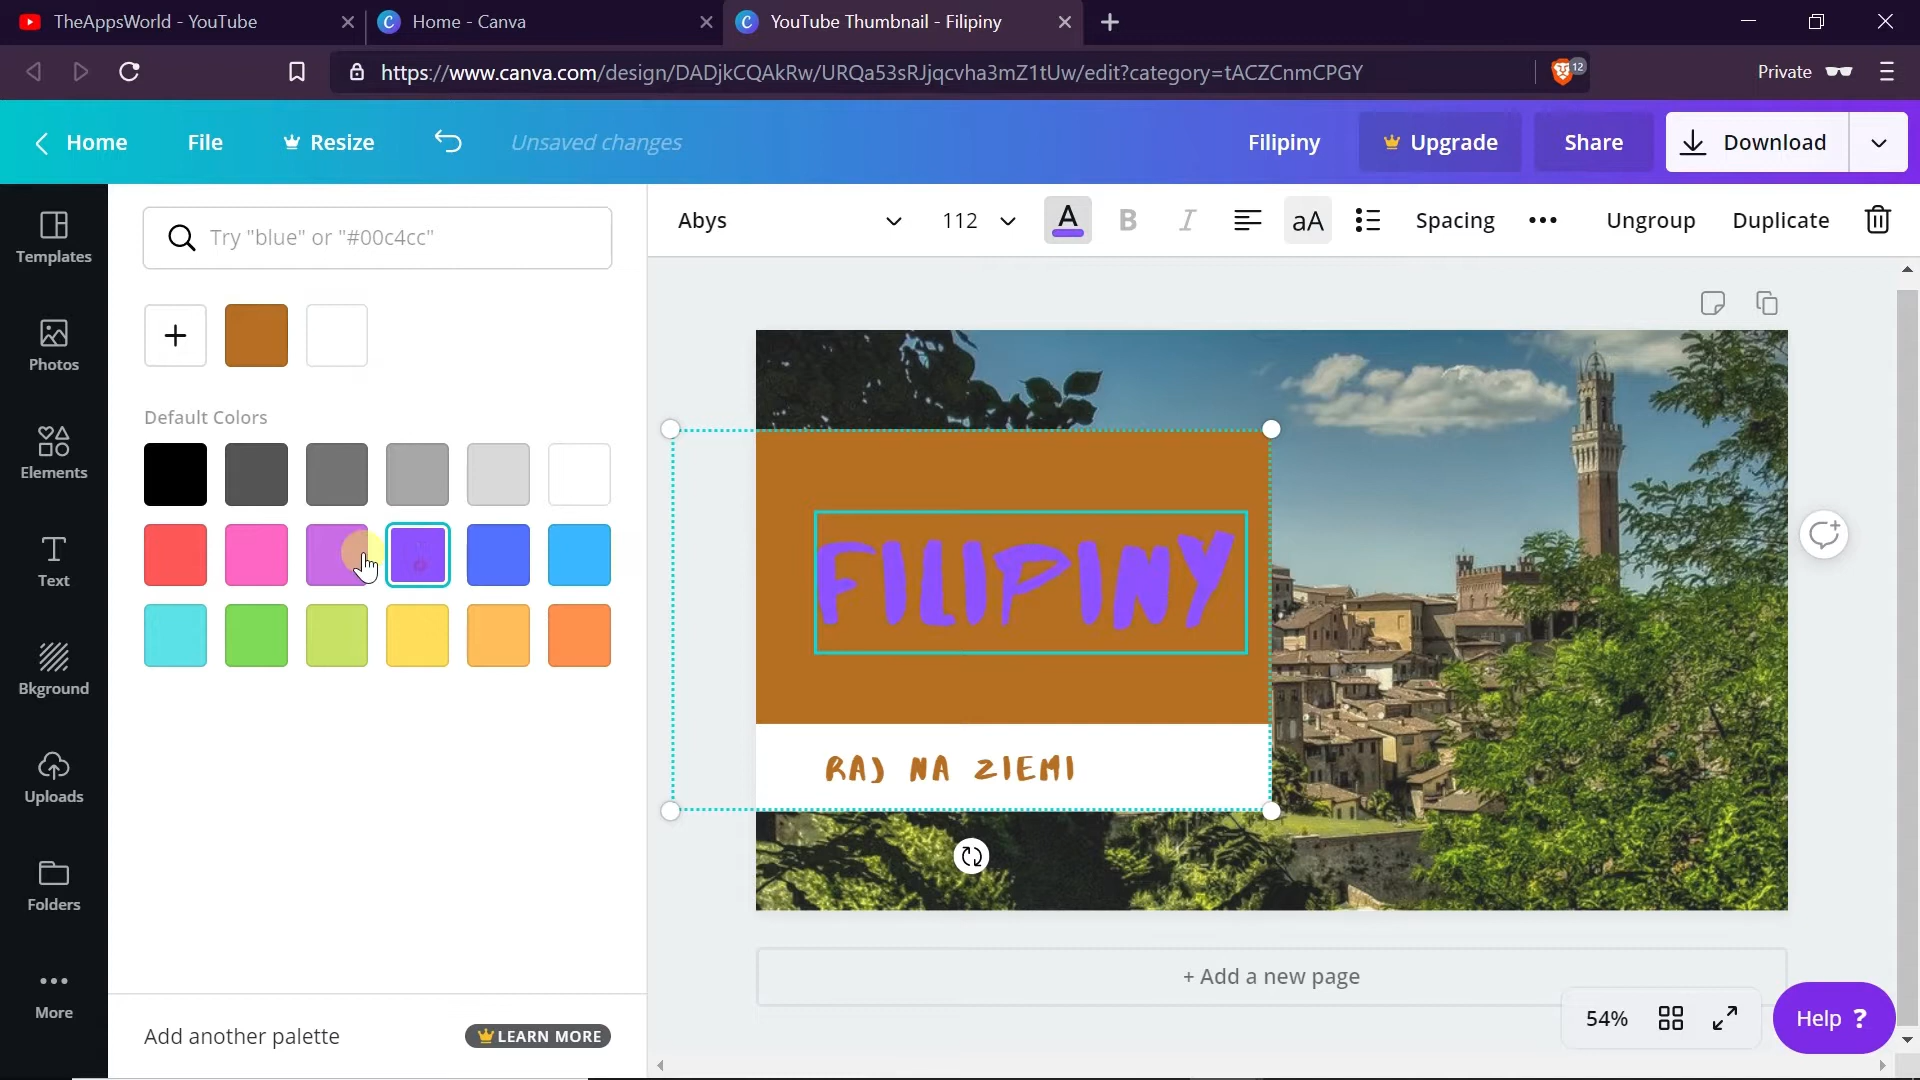 TheAppsWorld - YouTube
Home - Canva
YouTube Thumbnail - Filipiny
https://www.canva.com/design/DADjkCQAkRw/URQa53sRJjqcvha3mZ1tUw/edit?category=tACZCnmCPGY
12
Private
Home
File
Resize
Unsaved changes
Filipiny
Upgrade
Share
Download
Templates
Photos
Elements
Text
Bkground
Uploads
Folders
More
Try "blue" or "#00c4cc"
Default Colors
Add another palette
LEARN MORE
Abys
112
A
B
I
aA
Spacing
Ungroup
Duplicate
FILIPINY
RAJ NA ZIEMI
+ Add a new page
54%
Help ?